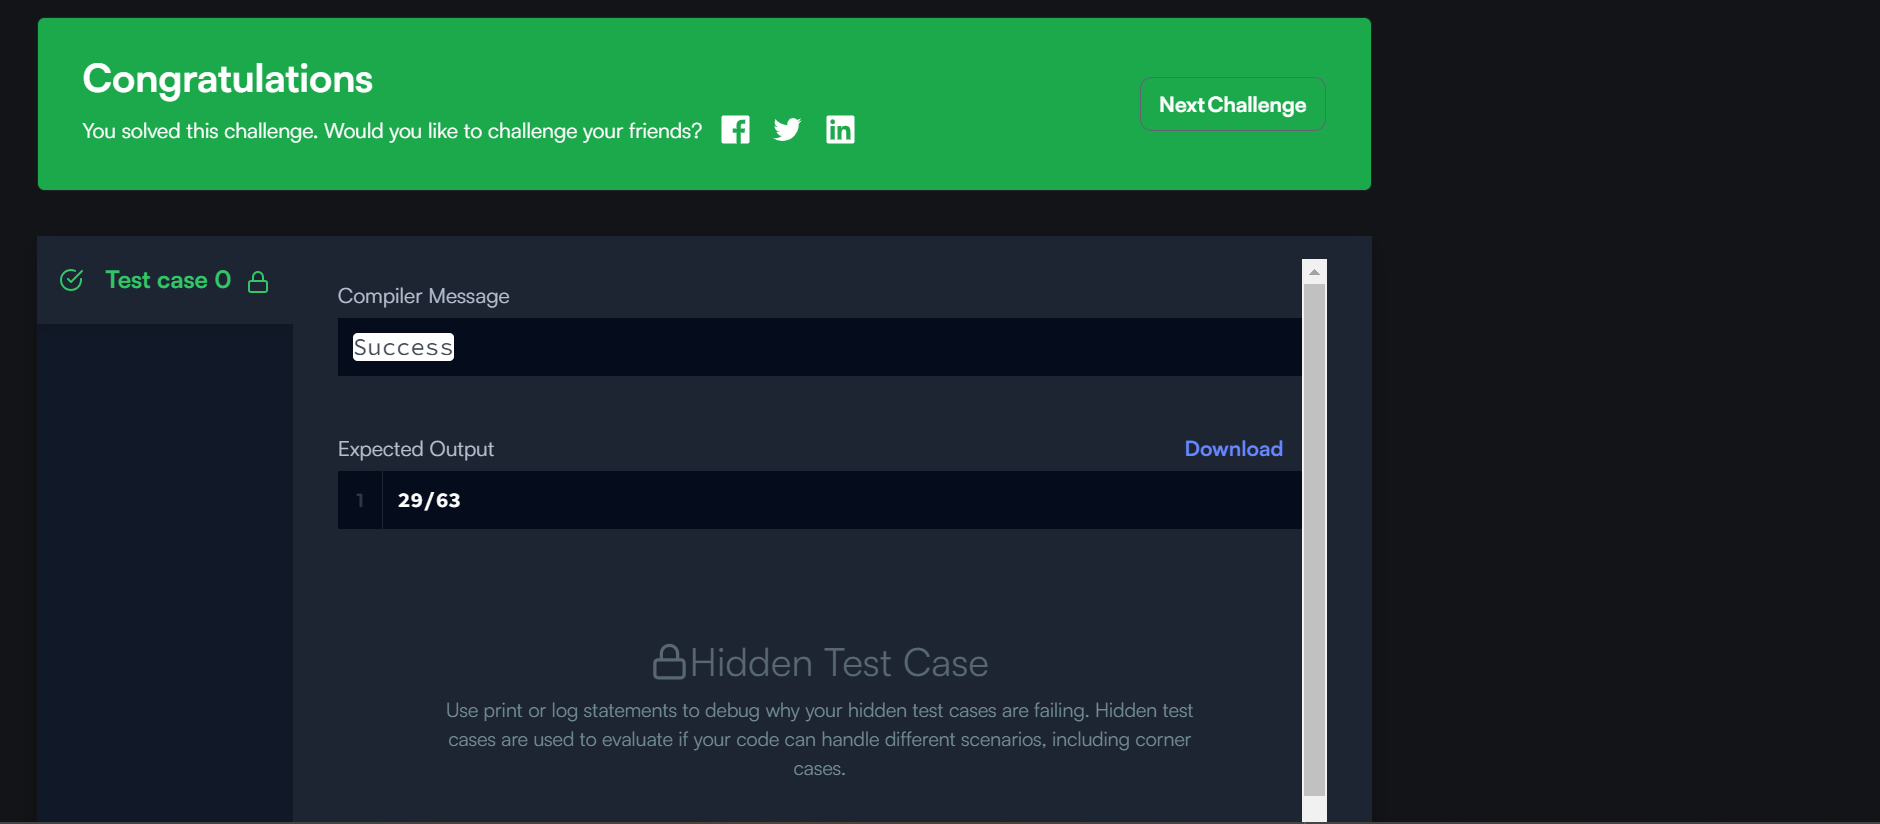 Congratulations
You solved this challenge. Would you like to challenge your friends?
Next Challenge
Test case 0
Compiler Message
Success
Expected Output
Download
1
29/63
Hidden Test Case
Use print or log statements to debug why your hidden test cases are failing. Hidden test
cases are used to evaluate if your code can handle different scenarios, including corner
cases.